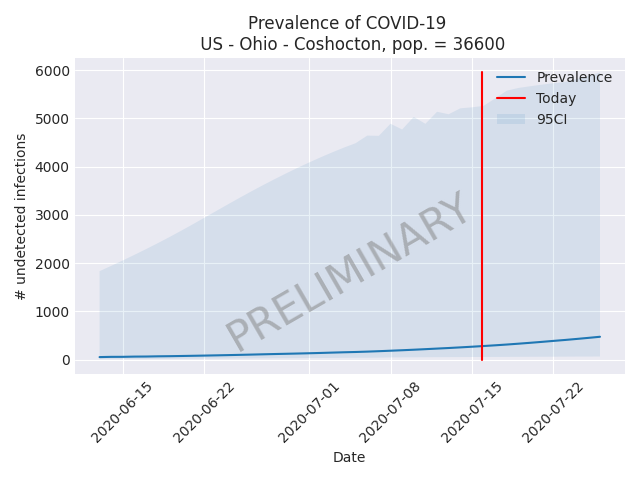 Prevalence of COVID-19
US - Ohio - Coshocton, pop. = 36600
6000
5000
4000
3000
2000
1000
0
# undetected infections
Prevalence
Today
95CI
PRELIMINARY
2020-06-15
2020-06-22
2020-07-01
2020-07-08
2020-07-15
2020-07-22
Date